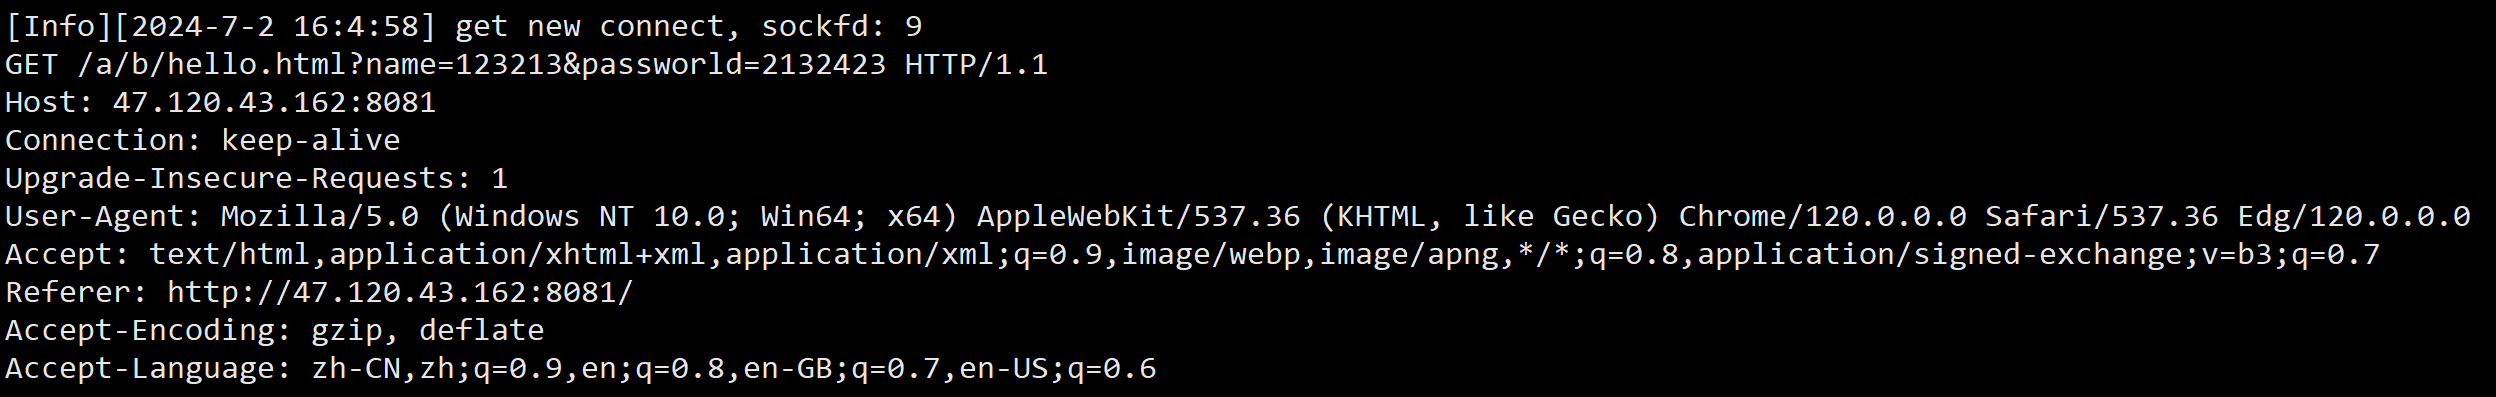 [Info][2024-7-2 16:4:58] get new connect, sockfd: 9
GET /a/b/hello.html?name=123213&passworld=2132423 HTTP/1.1
Host: 47.120.43.162:8081
Connection: keep-alive
Upgrade-Insecure-Requests: 1
User-Agent: Mozilla/5.0 (Windows NT 10.0; Win64; x64) AppleWebKit/537.36 (KHTML, like Gecko) Chrome/120.0.0.0 Safari/537.36 Edg/120.0.0.0
Accept: text/html,application/xhtml+xml,application/xml;q=0.9,image/webp,image/apng,*/*;q=0.8,application/signed-exchange;v=b3;q=0.7
Referer: http://47.120.43.162:8081/
Accept-Encoding: gzip, deflate
Accept-Language: zh-CN,zh;q=0.9,en;q=0.8,en-GB;q=0.7,en-US;q=0.6